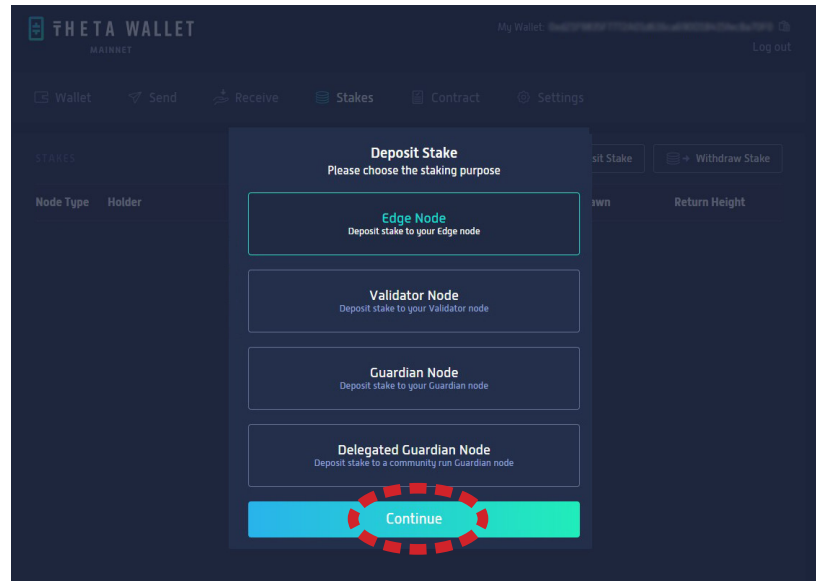 THETA WALLET
MAINNET
My Wallet:
Log out
Wallet Send Receive Stakes Contract Settings
STAKES
sit Stake
Withdraw Stake
Node Type Holder
awn
Return Height
Deposit Stake
Please choose the staking purpose
Edge Node
Deposit stake to your Edge node
Validator Node
Deposit stake to your Validator node
Guardian Node
Deposit stake to your Guardian node
Delegated Guardian Node
Deposit stake to a community run Guardian node
Continue